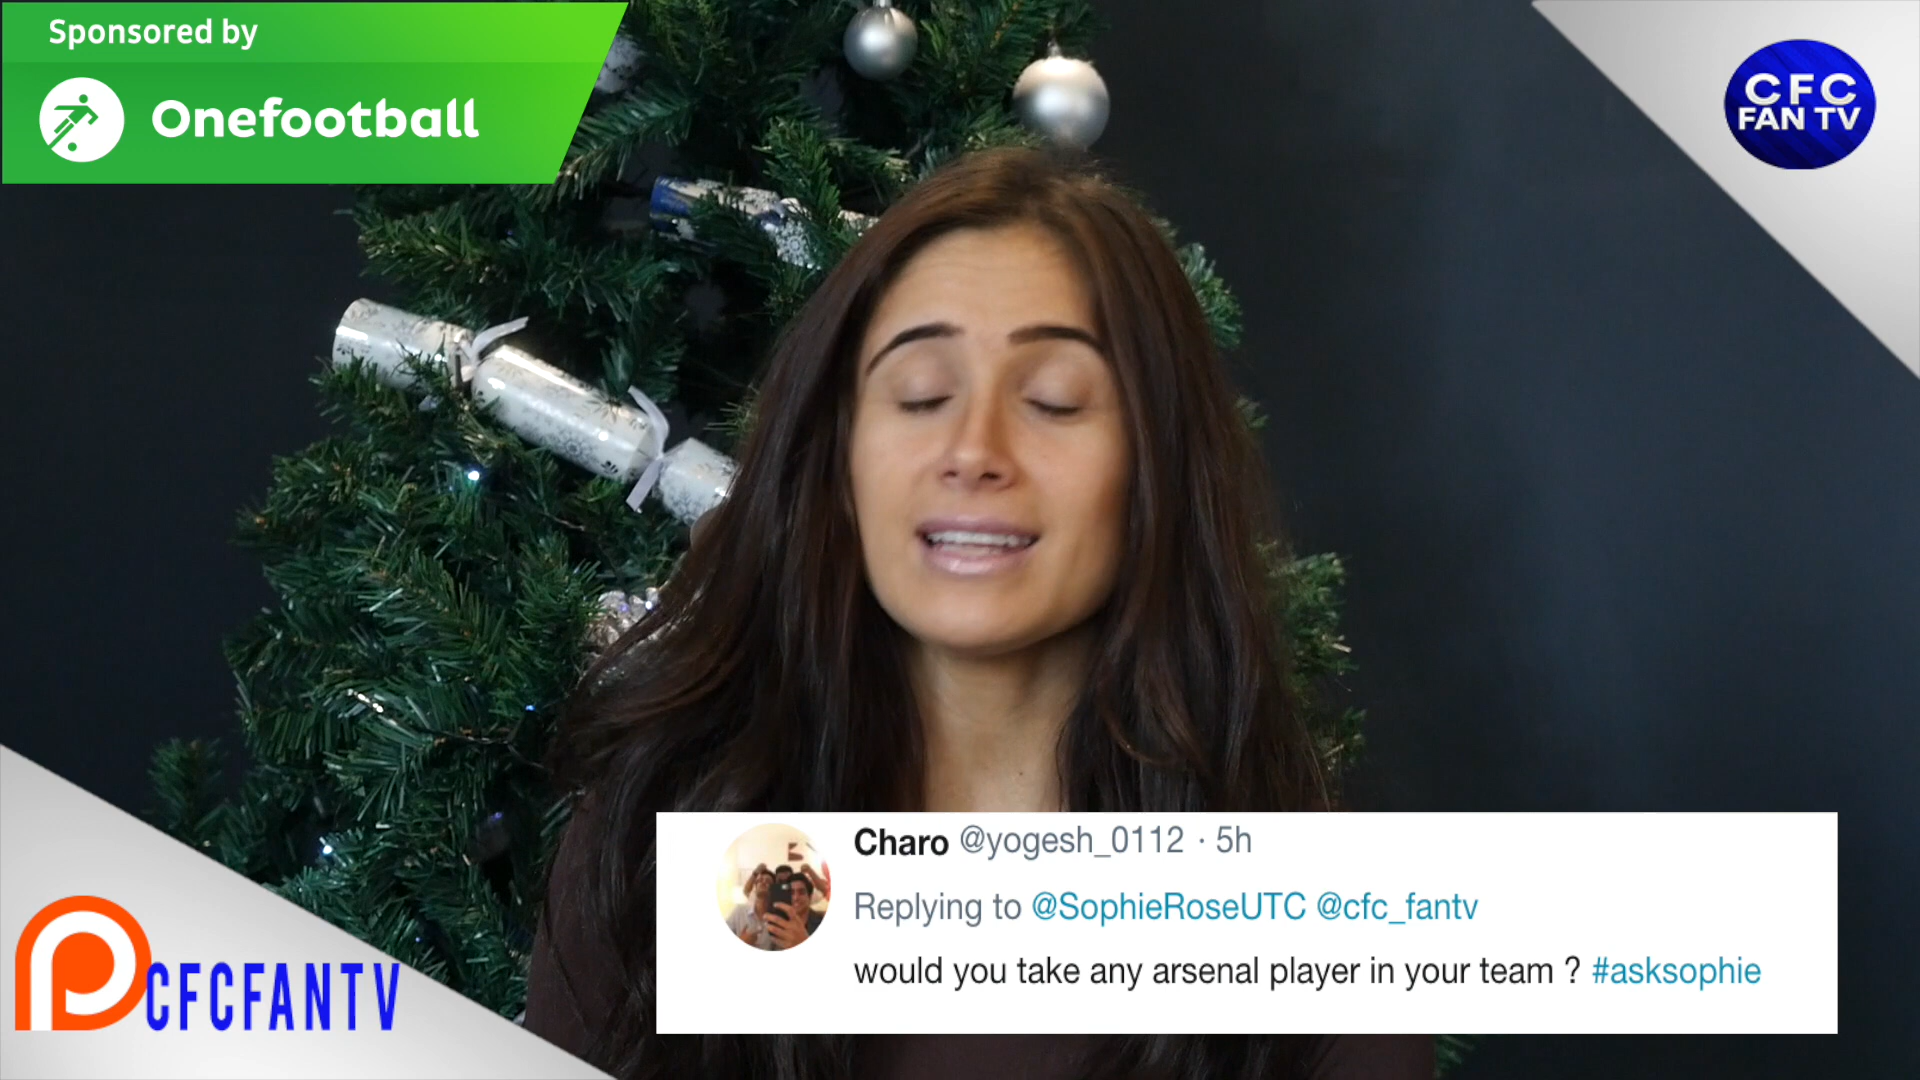 Sponsored by
Onefootball
CFC
FAN TV
Charo @yogesh_0112 · 5h
Replying to @SophieRoseUTC @cfc_fantv
would you take any arsenal player in your team ? #asksophie
CFCFANTV